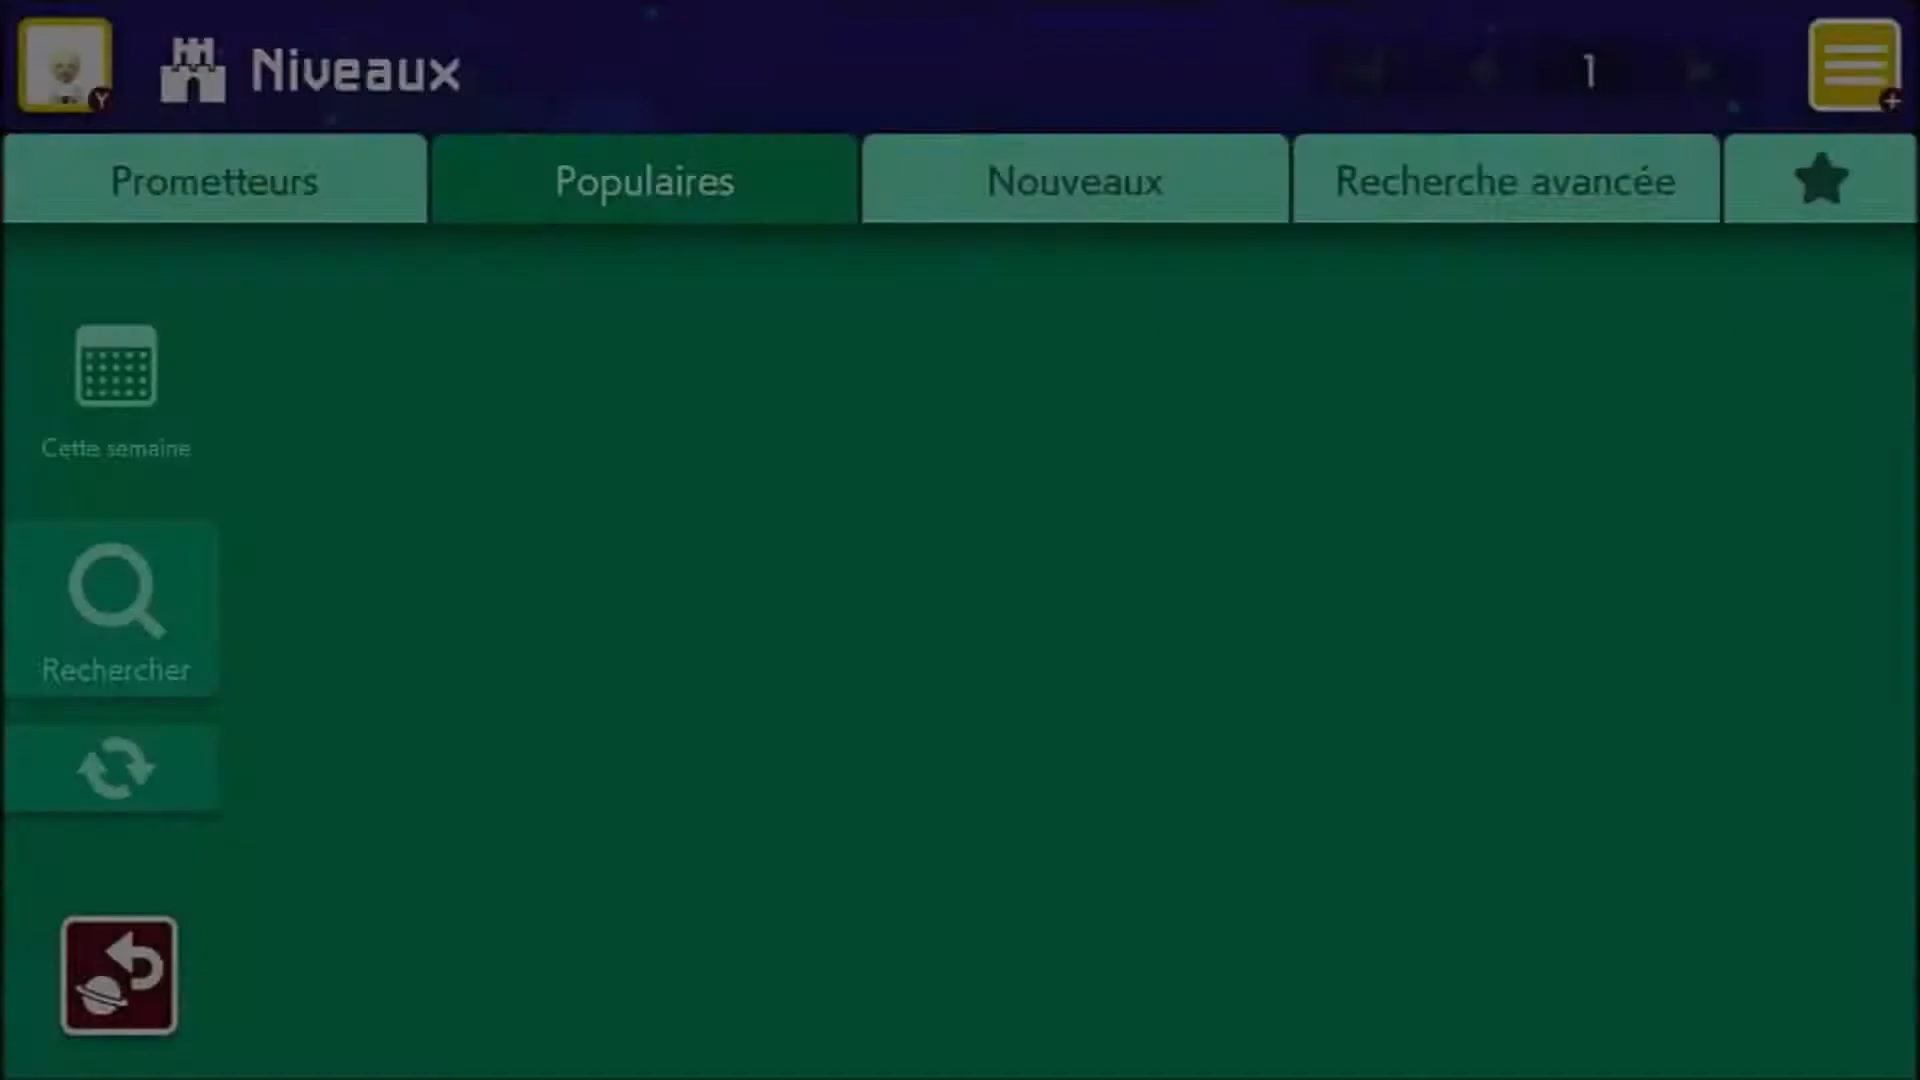 Y
Niveaux
1
+
Prometteurs
Populaires
Nouveaux
Recherche avancée
Cette semaine
Rechercher